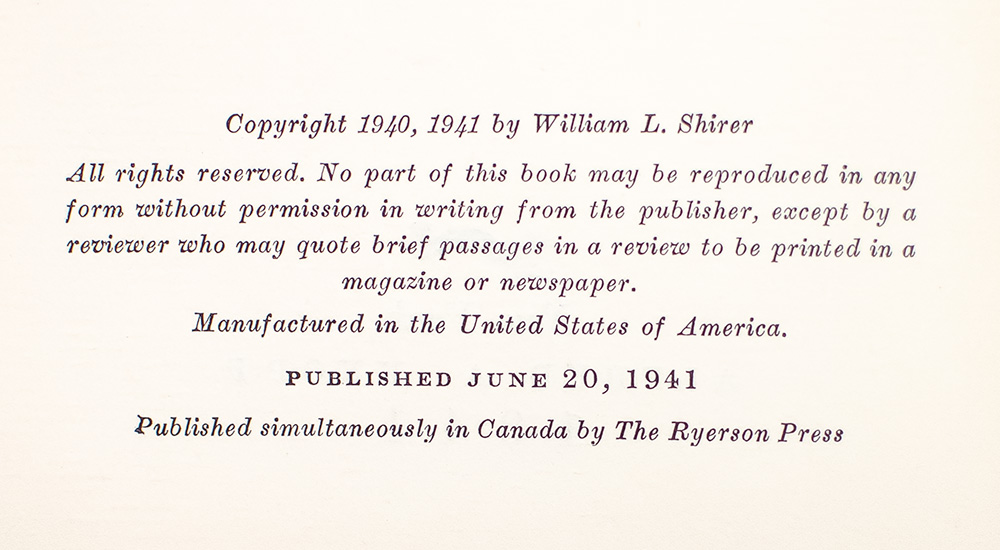 Copyright 1940, 1941 by William L. Shirer
All rights reserved. No part of this book may be reproduced in any
form without permission in writing from the publisher, except by a
reviewer who may quote brief passages in a review to be printed in a
magazine or newspaper.
Manufactured in the United States of America.
PUBLISHED JUNE 20, 1941
Published simultaneously in Canada by The Ryerson Press